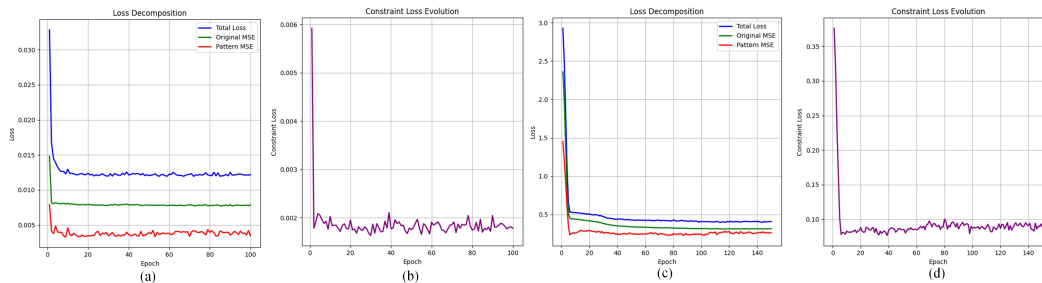 Loss Decomposition
Total Loss
Original MSE
Pattern MSE
0.030
0.025
0.020
0.015
0.010
0.005
Loss
0 20 40 60 80 100
Epoch
(a)
Constraint Loss Evolution
0.006
0.005
0.004
0.003
0.002
Constraint Loss
0 20 40 60 80 100
Epoch
(b)
Loss Decomposition
Total Loss
Original MSE
Pattern MSE
3.0
2.5
2.0
1.5
1.0
0.5
Loss
0 20 40 60 80 100 120 140
Epoch
(c)
Constraint Loss Evolution
0.35
0.30
0.25
0.20
0.15
0.10
Constraint Loss
0 20 40 60 80 100 120 140
Epoch
(d)